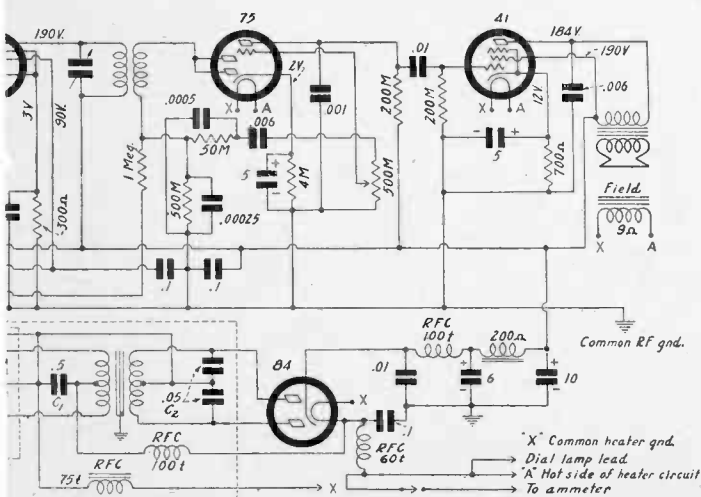 75
41
190V.
184V.
-190V.
2V.
.01
-.006
3V
90V.
.0005
.006
.001
200M
200M
12V.
X A
X A
50M
5
1 Meg.
5
4M
500M
700Ω
500M
.00025
-300Ω
Field
9Ω
X A
.1
.1
Common RF gnd.
RFC
100t
200Ω
84
.5
C1
.05
C2
.01
6
10
X
.1
RFC
100t
RFC
60t
"X" Common heater gnd.
Dial lamp lead
"A" Hot side of heater circuit
To ammeter
RFC
75t
X